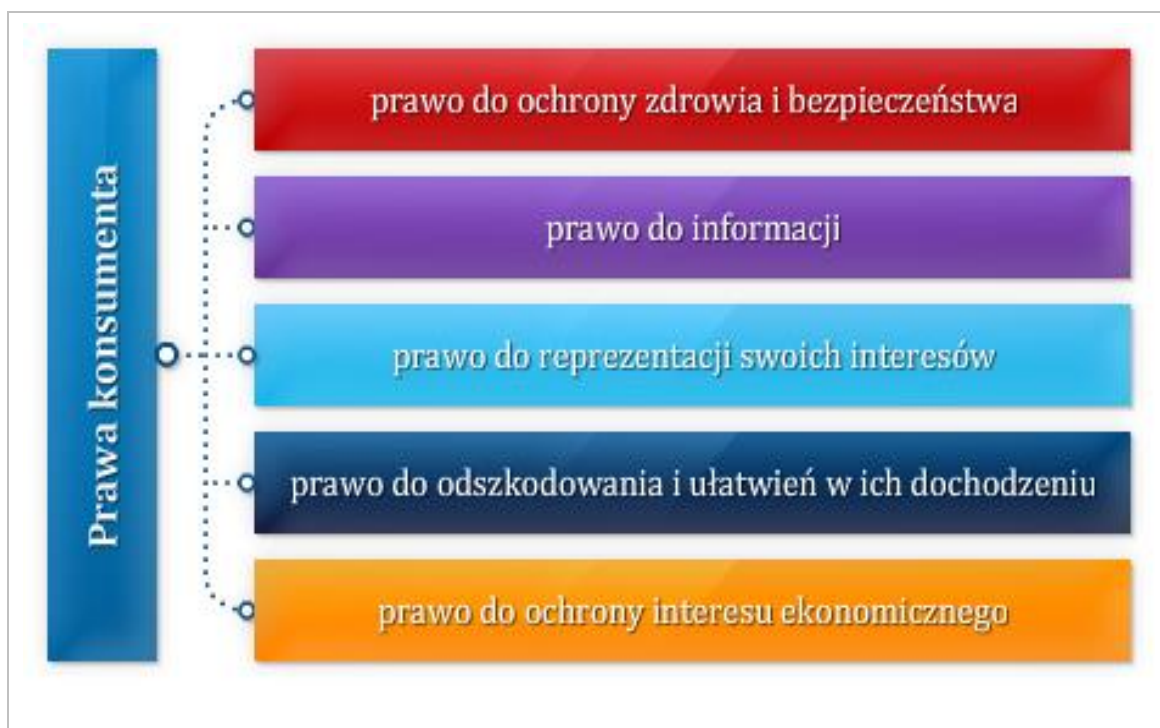 Prawa konsumenta
prawo do ochrony zdrowia i bezpieczeństwa
prawo do informacji
prawo do reprezentacji swoich interesów
prawo do odszkodowania i ułatwień w ich dochodzeniu
prawo do ochrony interesu ekonomicznego